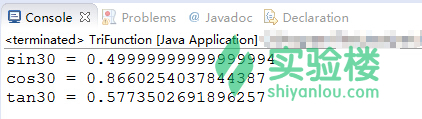 Console Problems @ Javadoc Declaration
<terminated> TriFunction [Java Application]
sin30 = 0.49999999999999994
cos30 = 0.8660254037844387
tan30 = 0.5773502691896257
实验楼
shiyanlou.com